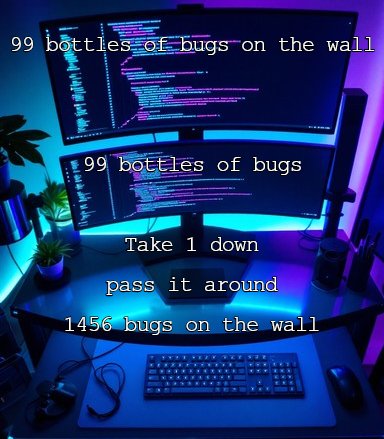 99 bottles of bugs on the wall
99 bottles of bugs
Take 1 down
pass it around
1456 bugs on the wall